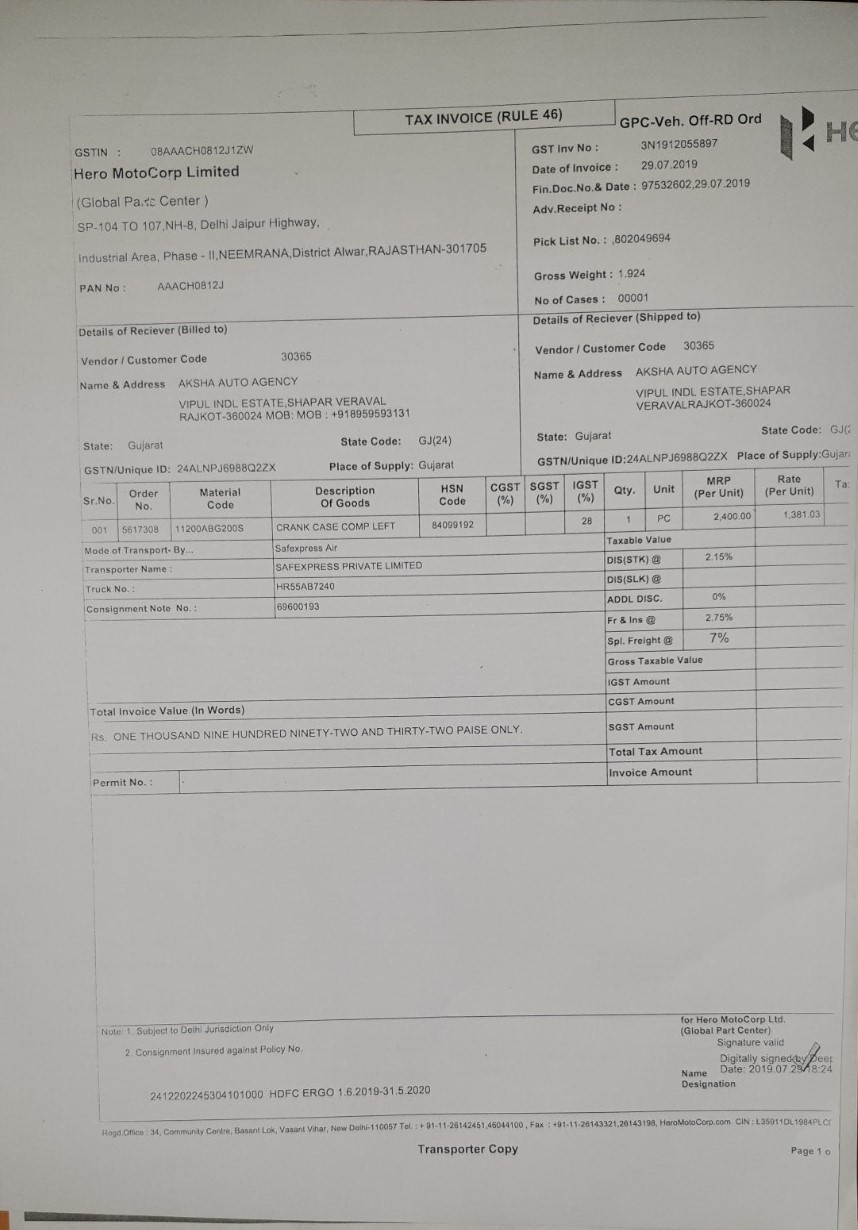 TAX INVOICE (RULE 46)
GPC-Veh. Off-RD Ord
GSTIN : 08AAACH0812J1ZW
Hero MotoCorp Limited
(Global Parts Center )
SP-104 TO 107,NH-8, Delhi Jaipur Highway,
Industrial Area, Phase - II,NEEMRANA,District Alwar,RAJASTHAN-301705
PAN No : AAACH0812J
GST Inv No : 3N1912055897
Date of Invoice : 29.07.2019
Fin.Doc.No.& Date : 97532602,29.07.2019
Adv.Receipt No :
Pick List No. : ,802049694
Gross Weight : 1.924
No of Cases : 00001
Details of Reciever (Billed to)
Vendor / Customer Code 30365
Name & Address AKSHA AUTO AGENCY
VIPUL INDL ESTATE,SHAPAR VERAVAL
RAJKOT-360024 MOB: MOB : +918959593131
State: Gujarat State Code: GJ(24)
GSTN/Unique ID: 24ALNPJ6988Q2ZX Place of Supply: Gujarat
Details of Reciever (Shipped to)
Vendor / Customer Code 30365
Name & Address AKSHA AUTO AGENCY
VIPUL INDL ESTATE,SHAPAR
VERAVALRAJKOT-360024
State: Gujarat State Code: GJ(2
GSTN/Unique ID:24ALNPJ6988Q2ZX Place of Supply:Gujar
Sr.No. Order No. Material Code Description Of Goods HSN Code CGST (%) SGST (%) IGST (%) Qty. Unit MRP (Per Unit) Rate (Per Unit) Ta
001 5617308 11200ABG200S CRANK CASE COMP LEFT 84099192 28 1 PC 2,400.00 1,381.03
Mode of Transport- By... Safexpress Air
Transporter Name : SAFEXPRESS PRIVATE LIMITED
Truck No. : HR55AB7240
Consignment Note No. : 69600193
Taxable Value
DIS(STK) @ 2.15%
DIS(SLK) @
ADDL DISC. 0%
Fr & Ins @ 2.75%
Spl. Freight @ 7%
Gross Taxable Value
IGST Amount
CGST Amount
SGST Amount
Total Tax Amount
Invoice Amount
Total Invoice Value (In Words)
Rs. ONE THOUSAND NINE HUNDRED NINETY-TWO AND THIRTY-TWO PAISE ONLY.
Permit No. : -
Note: 1. Subject to Delhi Jurisdiction Only
2. Consignment Insured against Policy No.
2412202245304101000 HDFC ERGO 1.6.2019-31.5.2020
for Hero MotoCorp Ltd.
(Global Part Center)
Signature valid
Digitally signed by Deep
Name Date: 2019.07.29 18:24
Designation
Regd.Office : 34, Community Centre, Basant Lok, Vasant Vihar, New Delhi-110057 Tel. : + 91-11-26142451,46044100 , Fax : +91-11-26143321,26143198, HeroMotoCorp.com CIN : L35911DL1984PLC
Transporter Copy
Page 1 o